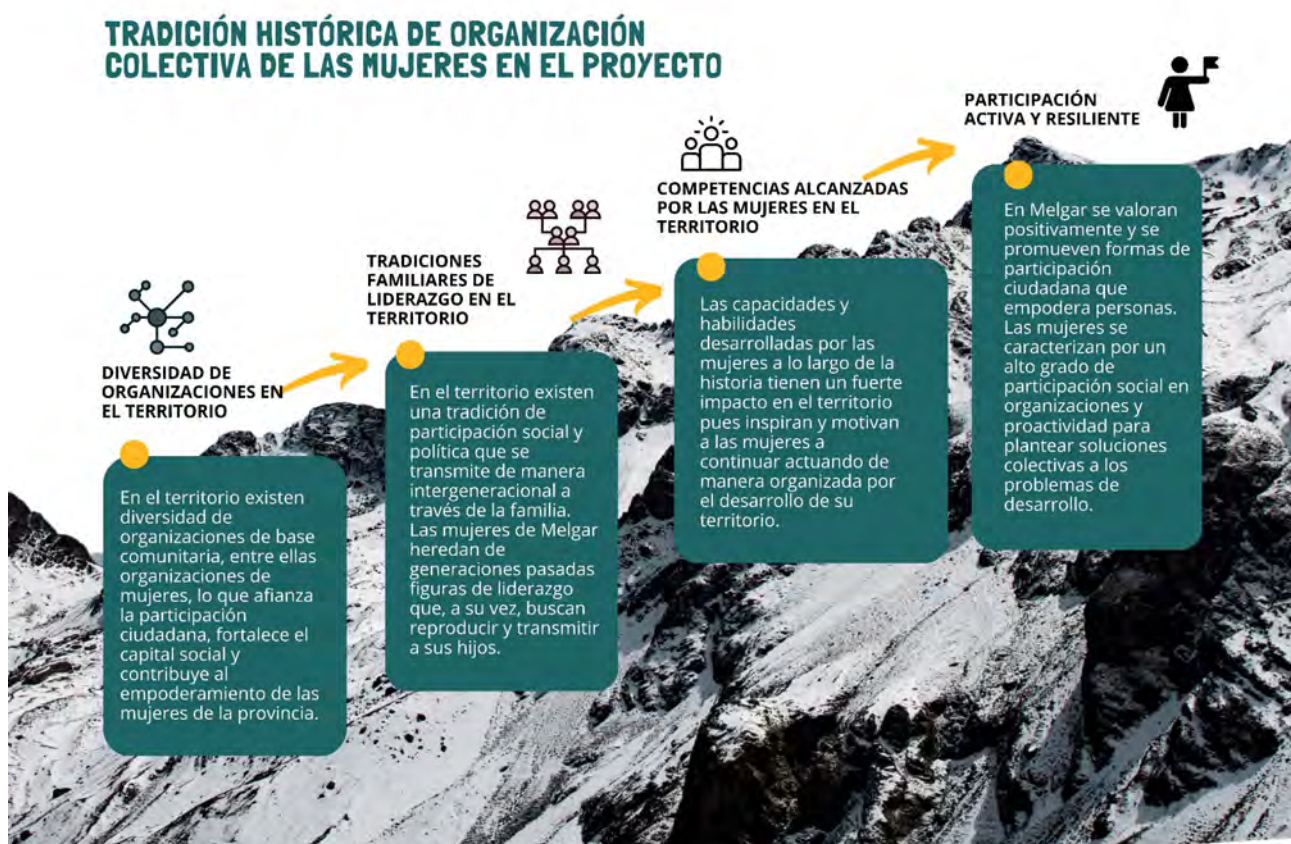 TRADICIÓN HISTÓRICA DE ORGANIZACIÓN
COLECTIVA DE LAS MUJERES EN EL PROYECTO
DIVERSIDAD DE
ORGANIZACIONES EN
EL TERRITORIO
En el territorio existen
diversidad de
organizaciones de base
comunitaria, entre ellas
organizaciones de
mujeres, lo que afianza
la participación
ciudadana, fortalece el
capital social y
contribuye al
empoderamiento de las
mujeres de la provincia.
TRADICIONES
FAMILIARES DE
LIDERAZGO EN EL
TERRITORIO
En el territorio existen
una tradición de
participación social y
política que se
transmite de manera
intergeneracional a
través de la familia.
Las mujeres de Melgar
heredan de
generaciones pasadas
figuras de liderazgo
que, a su vez, buscan
reproducir y transmitir
a sus hijos.
COMPETENCIAS ALCANZADAS
POR LAS MUJERES EN EL
TERRITORIO
Las capacidades y
habilidades
desarrolladas por las
mujeres a lo largo de la
historia tienen un fuerte
impacto en el territorio
pues inspiran y motivan
a las mujeres a
continuar actuando de
manera organizada por
el desarrollo de su
territorio.
PARTICIPACIÓN
ACTIVA Y RESILIENTE
En Melgar se valoran
positivamente y se
promueven formas de
participación
ciudadana que
empodera personas.
Las mujeres se
caracterizan por un
alto grado de
participación social en
organizaciones y
proactividad para
plantear soluciones
colectivas a los
problemas de
desarrollo.